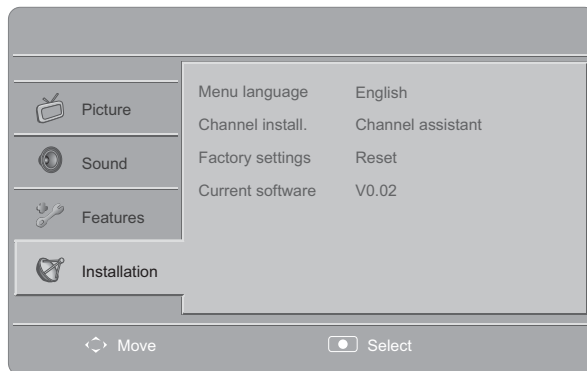 Picture
Sound
Features
Installation
Menu language English
Channel install. Channel assistant
Factory settings Reset
Current software V0.02
Move Select